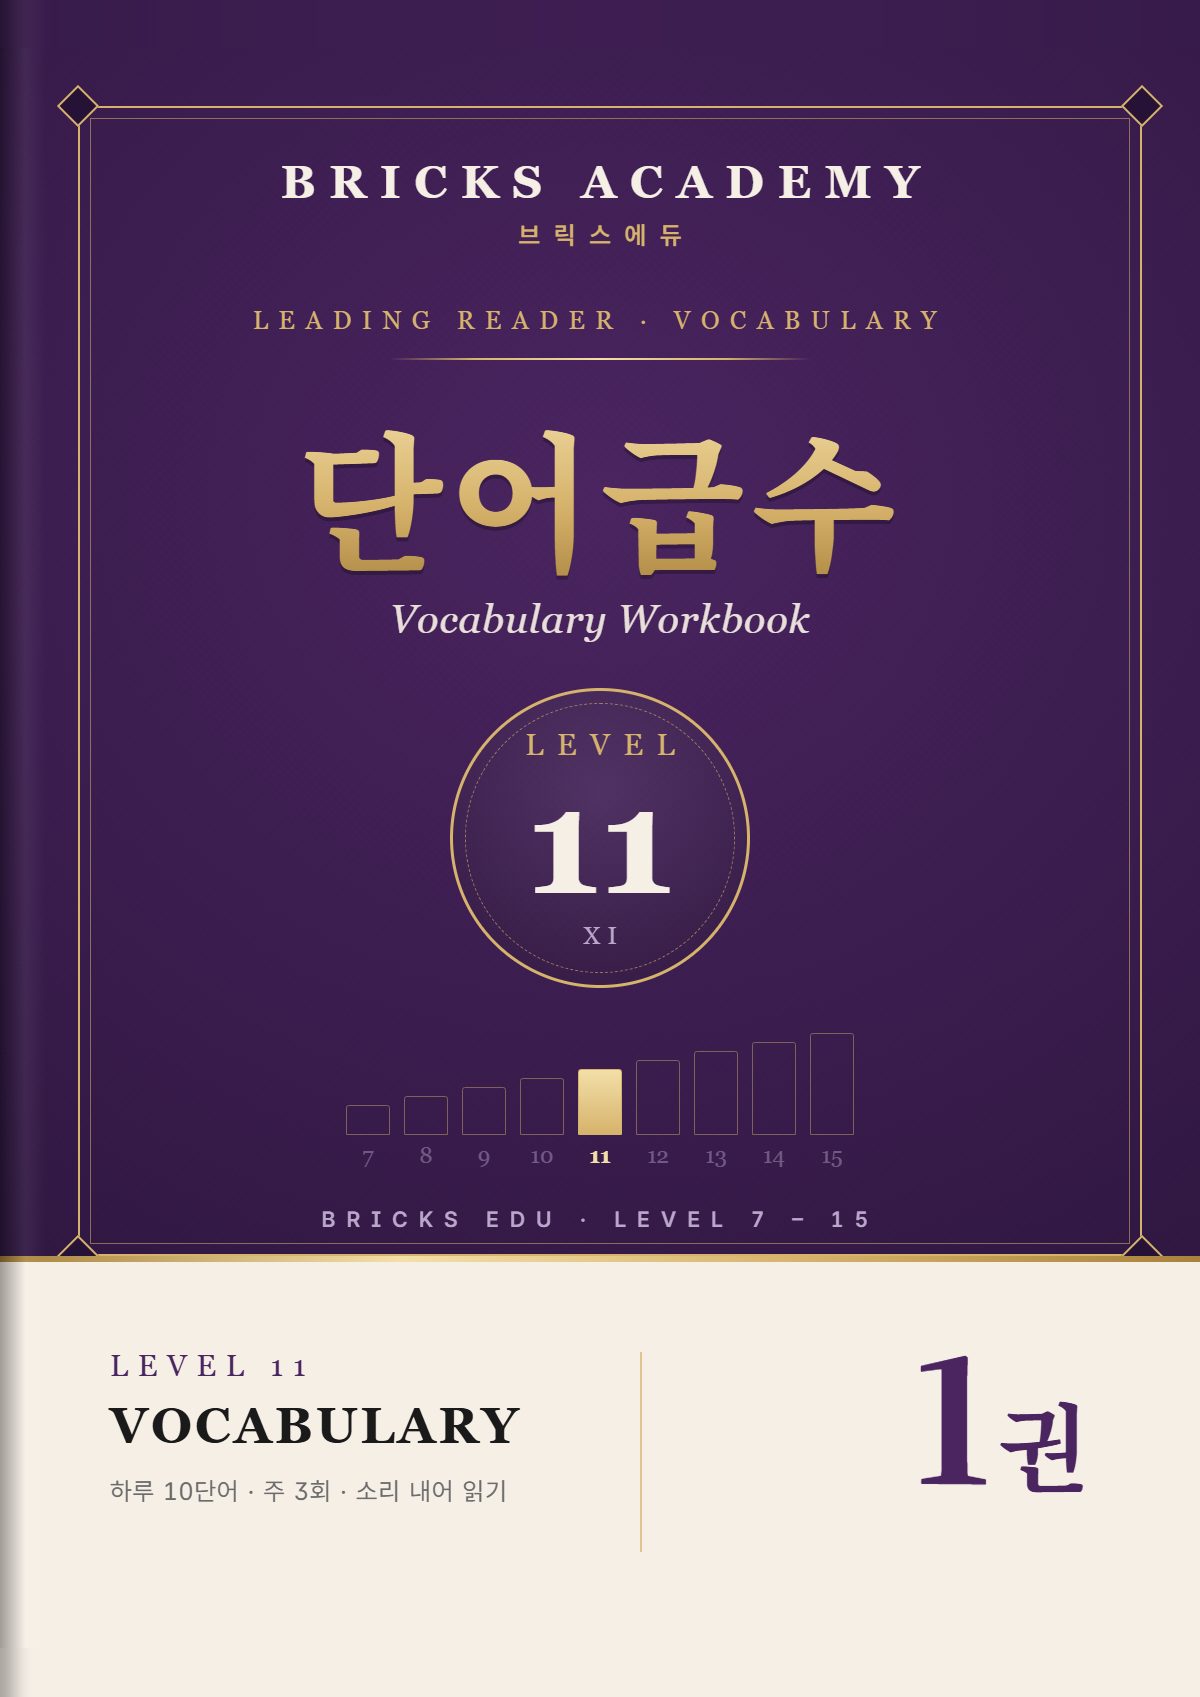 BRICKS ACADEMY
브릭스에듀
LEADING READER · VOCABULARY
단어급수
Vocabulary Workbook
LEVEL
11
XI
7 8 9 10 11 12 13 14 15
BRICKS EDU · LEVEL 7 – 15
LEVEL 11
VOCABULARY
하루 10단어 · 주 3회 · 소리 내어 읽기
1권